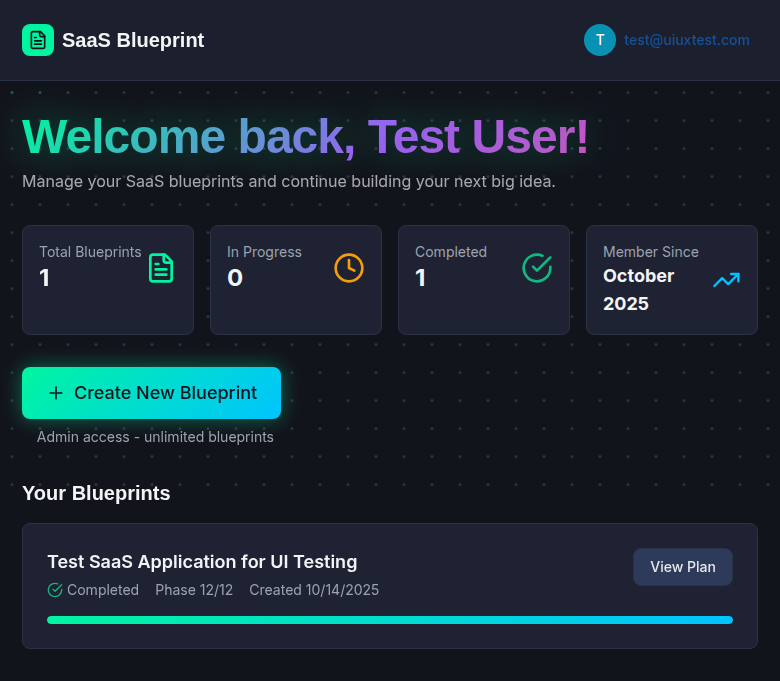 SaaS Blueprint
T test@uiuxtest.com
Welcome back, Test User!
Manage your SaaS blueprints and continue building your next big idea.
Total Blueprints
1
In Progress
0
Completed
1
Member Since
October
2025
+ Create New Blueprint
Admin access - unlimited blueprints
Your Blueprints
Test SaaS Application for UI Testing
Completed Phase 12/12 Created 10/14/2025
View Plan